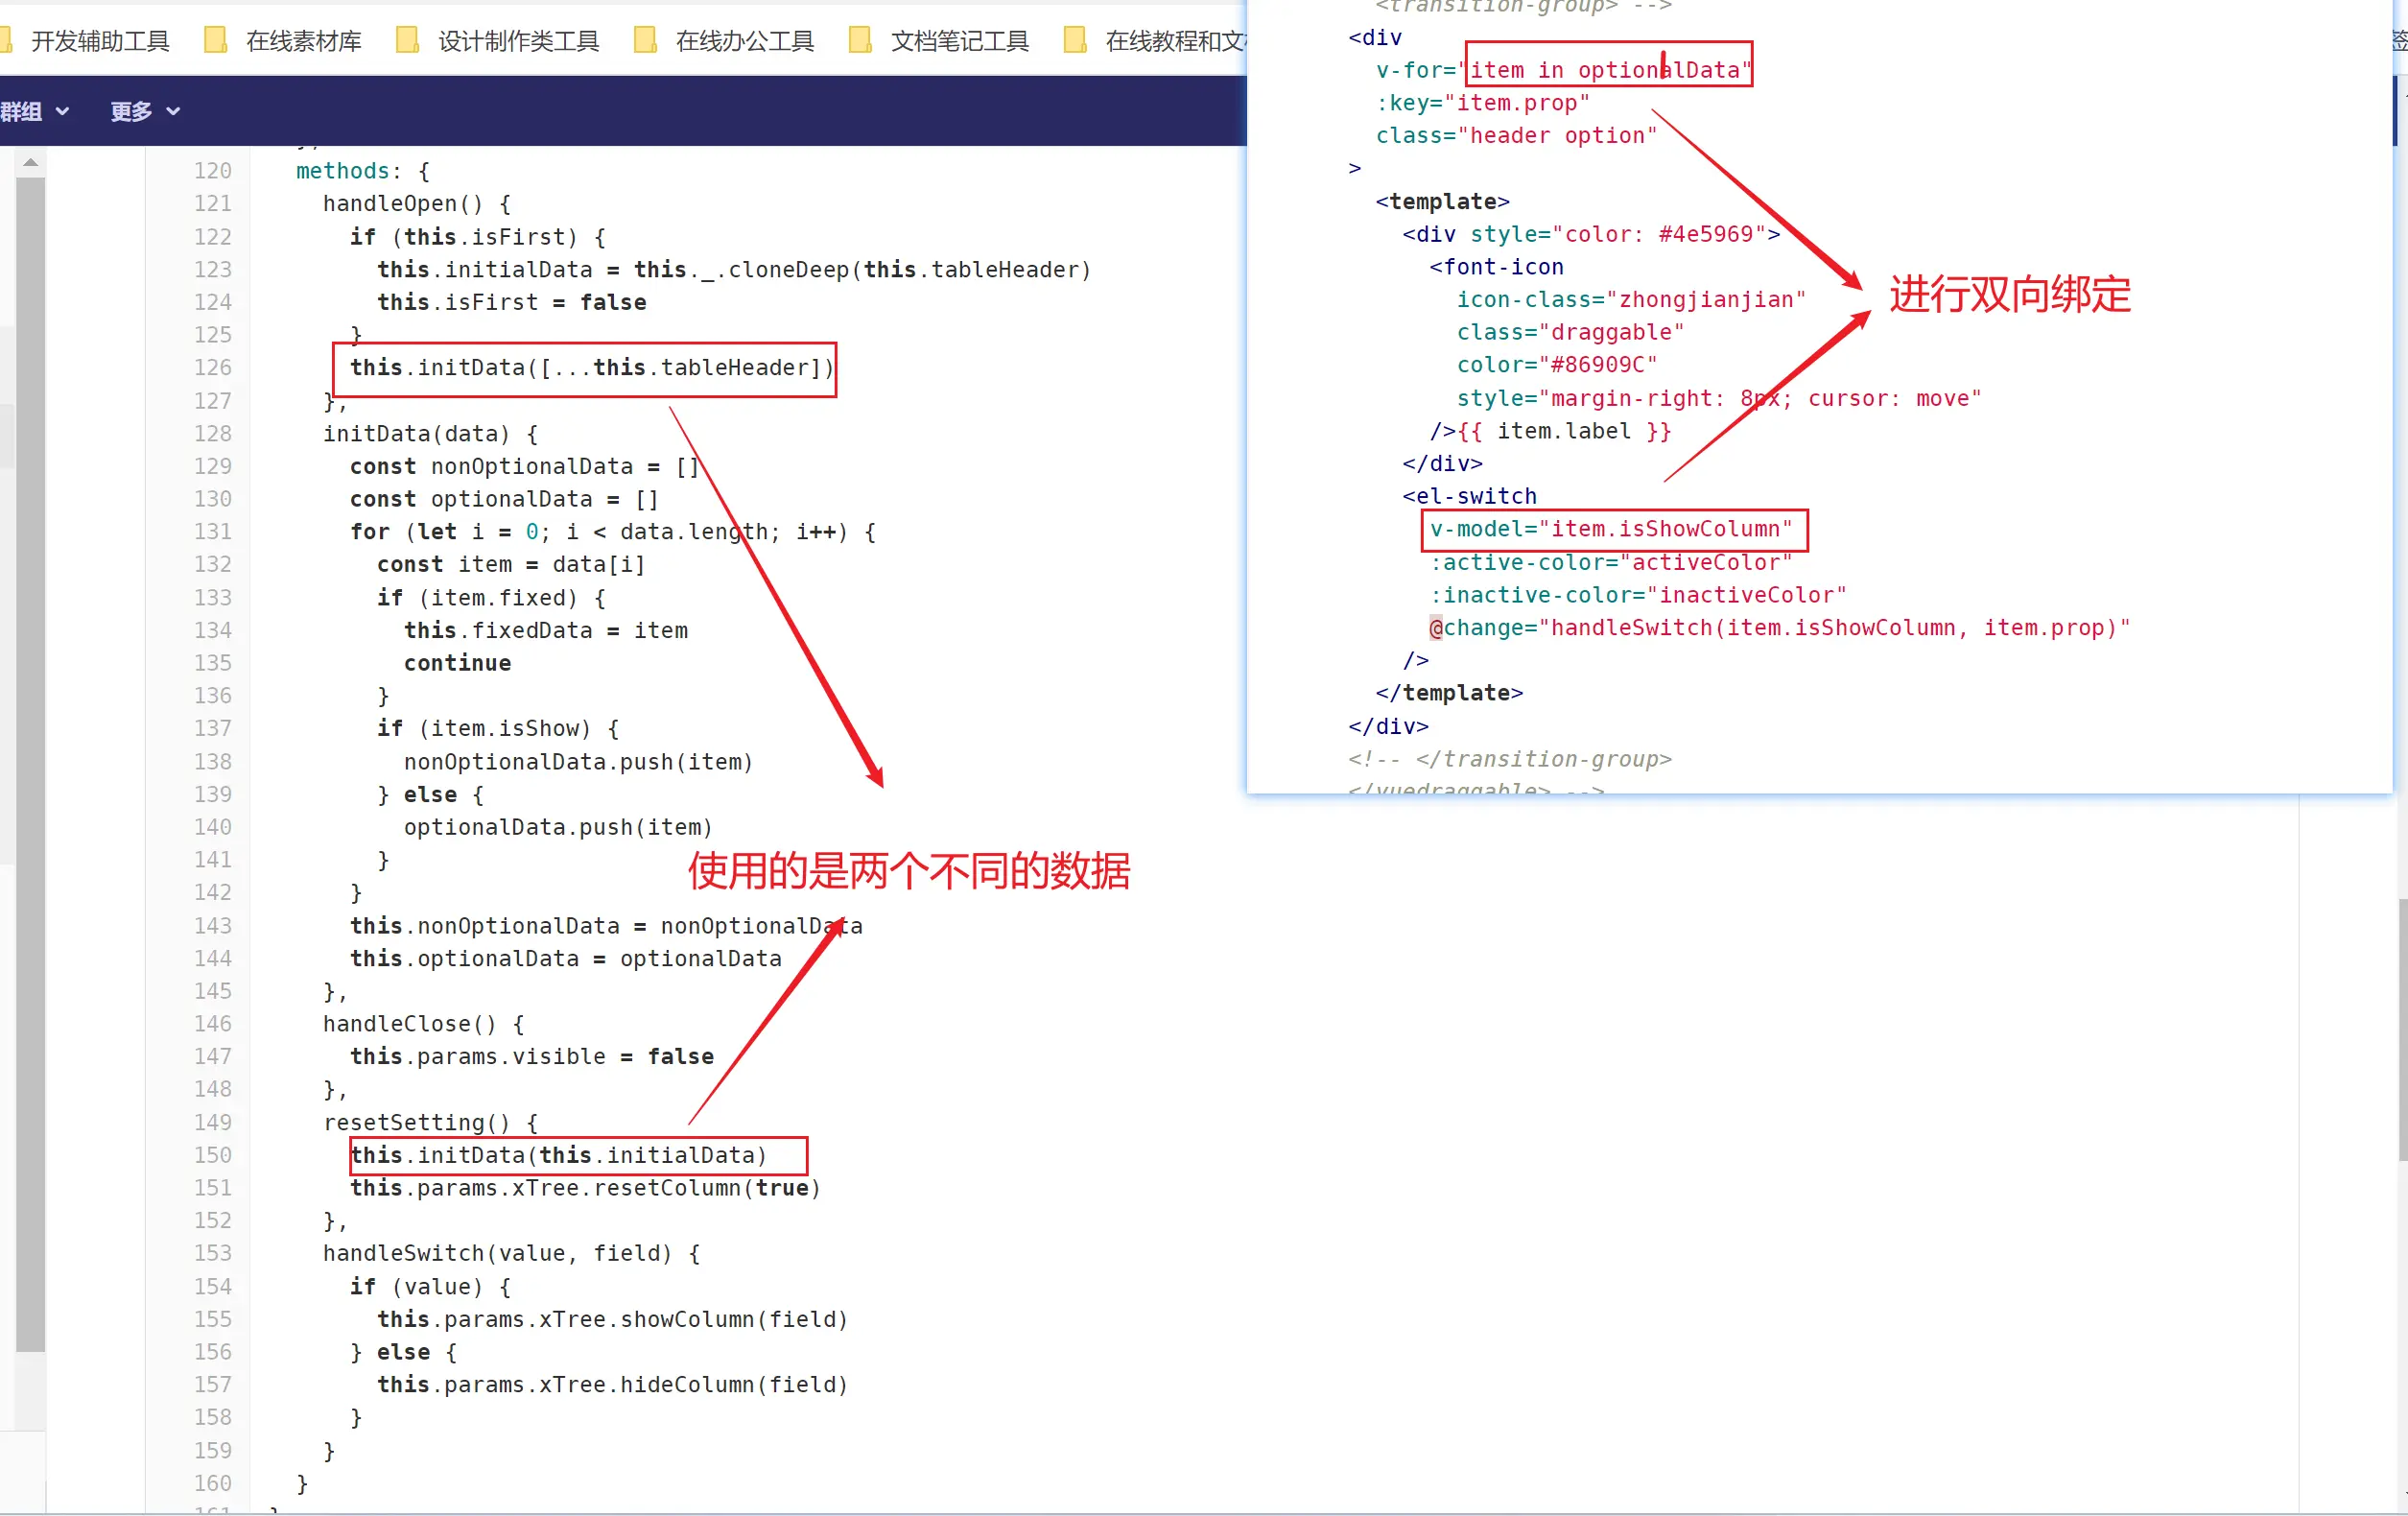 开发辅助工具 在线素材库 设计制作类工具 在线办公工具 文档笔记工具 在线教程和文
群组 更多
120 methods: {
121 handleOpen() {
122 if (this.isFirst) {
123 this.initialData = this._.cloneDeep(this.tableHeader)
124 this.isFirst = false
125 }
126 this.initData([...this.tableHeader])
127 },
128 initData(data) {
129 const nonOptionalData = []
130 const optionalData = []
131 for (let i = 0; i < data.length; i++) {
132 const item = data[i]
133 if (item.fixed) {
134 this.fixedData = item
135 continue
136 }
137 if (item.isShow) {
138 nonOptionalData.push(item)
139 } else {
140 optionalData.push(item)
141 }
使用的是两个不同的数据
142 }
143 this.nonOptionalData = nonOptionalData
144 this.optionalData = optionalData
145 },
146 handleClose() {
147 this.params.visible = false
148 },
149 resetSetting() {
150 this.initData(this.initialData)
151 this.params.xTree.resetColumn(true)
152 },
153 handleSwitch(value, field) {
154 if (value) {
155 this.params.xTree.showColumn(field)
156 } else {
157 this.params.xTree.hideColumn(field)
158 }
159 }
160 }
161 }
<transition-group> -->
<div
v-for="item in optionalData"
:key="item.prop"
class="header option"
>
<template>
<div style="color: #4e5969">
<font-icon
进行双向绑定
icon-class="zhongjianjian"
class="draggable"
color="#86909C"
style="margin-right: 8px; cursor: move"
/>{{ item.label }}
</div>
<el-switch
v-model="item.isShowColumn"
:active-color="activeColor"
:inactive-color="inactiveColor"
@change="handleSwitch(item.isShowColumn, item.prop)"
/>
</template>
</div>
<!-- </transition-group>
</vuedraggable> -->